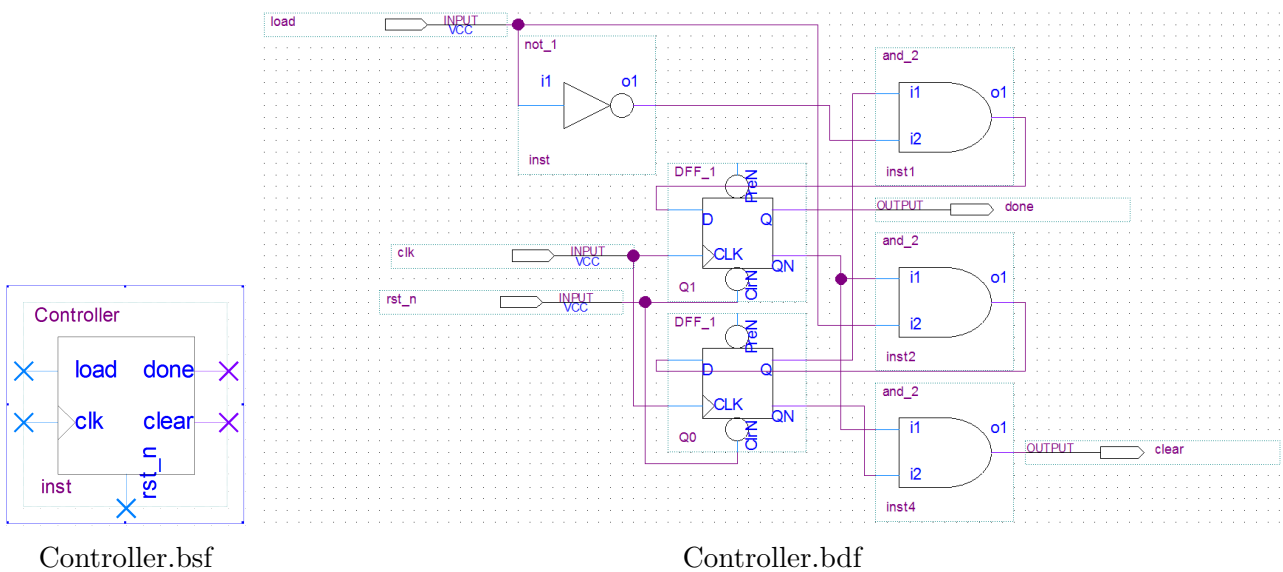 load
INPUT
VCC
not_1
i1
o1
inst
and_2
i1
i2
o1
inst1
DFF_1
PreN
D
Q
CLK
QN
ClrN
Q1
OUTPUT
done
clk
INPUT
VCC
rst_n
INPUT
VCC
and_2
i1
i2
o1
inst2
DFF_1
PreN
D
Q
CLK
QN
ClrN
Q0
and_2
i1
i2
o1
inst4
OUTPUT
clear
Controller
load done
clk clear
rst_n
inst
Controller.bsf
Controller.bdf